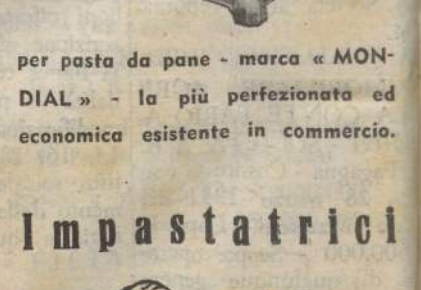 per pasta da pane - marca « MON-
DIAL » - la più perfezionata ed
economica esistente in commercio.
Impastatrici